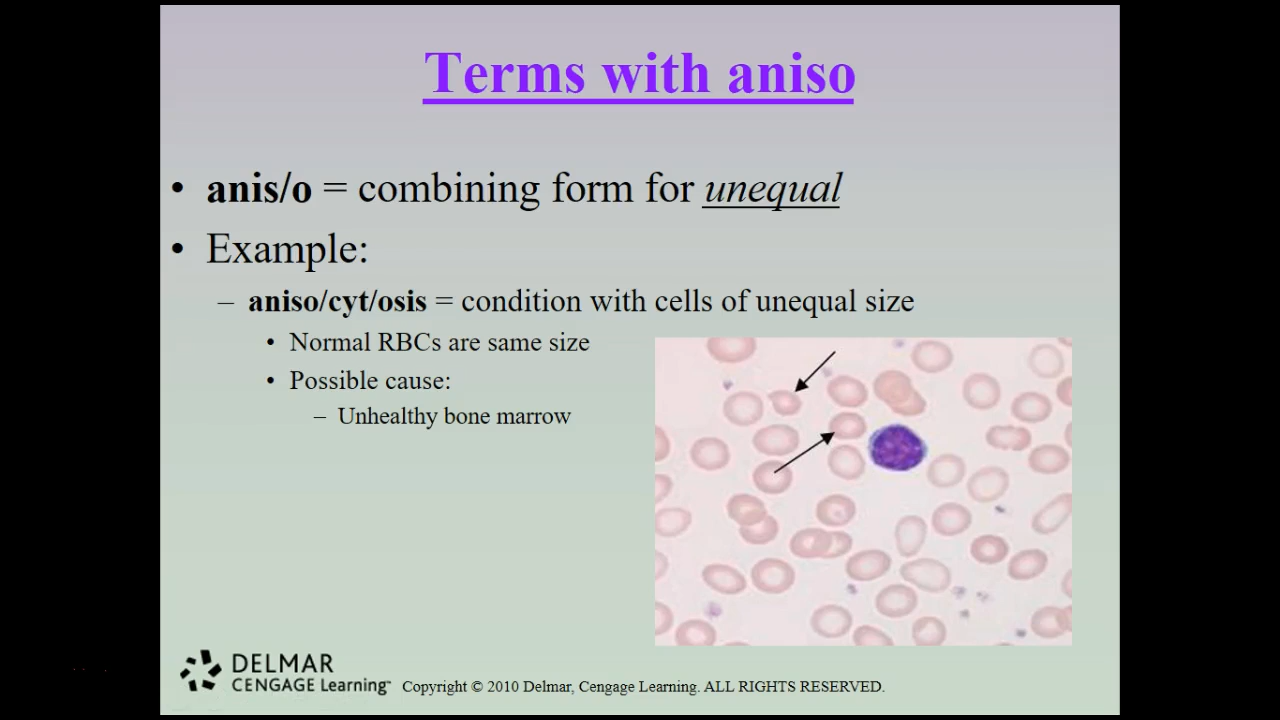 Terms with aniso
• anis/o = combining form for unequal
• Example:
– aniso/cyt/osis = condition with cells of unequal size
• Normal RBCs are same size
• Possible cause:
– Unhealthy bone marrow
DELMAR
CENGAGE Learning™
Copyright © 2010 Delmar, Cengage Learning. ALL RIGHTS RESERVED.